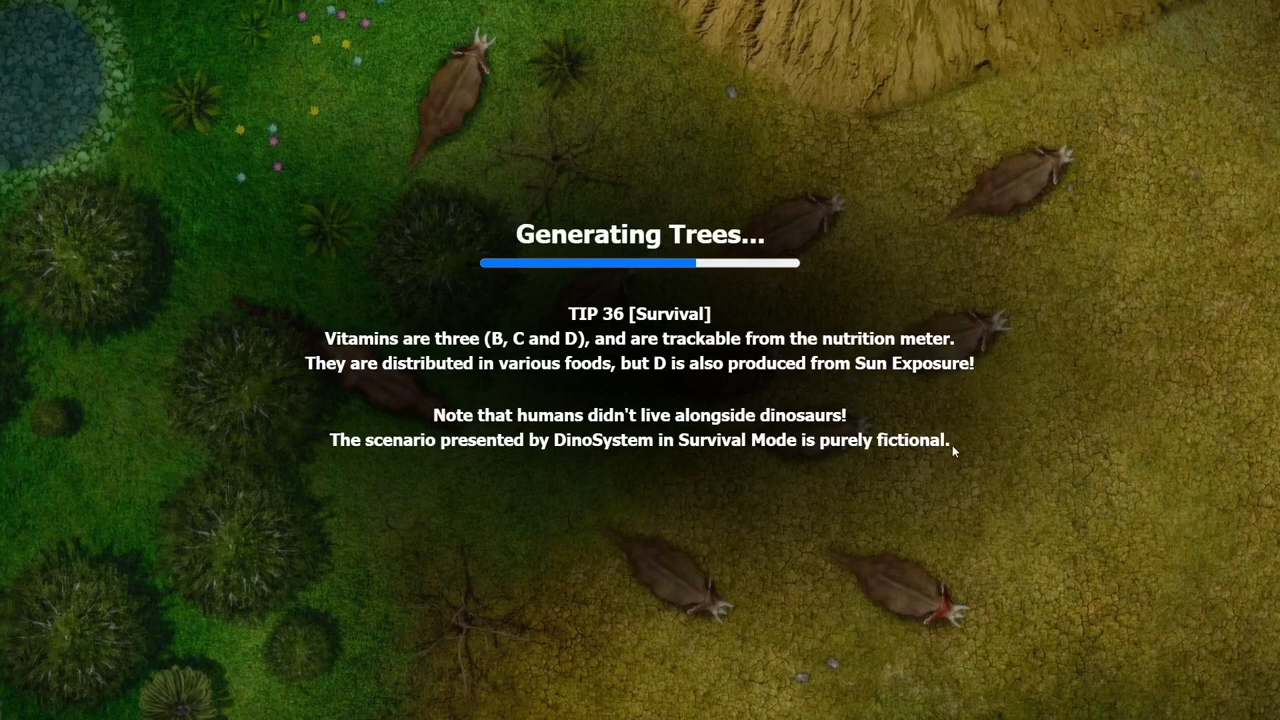 Generating Trees...
TIP 36 [Survival]
Vitamins are three (B, C and D), and are trackable from the nutrition meter.
They are distributed in various foods, but D is also produced from Sun Exposure!
Note that humans didn't live alongside dinosaurs!
The scenario presented by DinoSystem in Survival Mode is purely fictional.